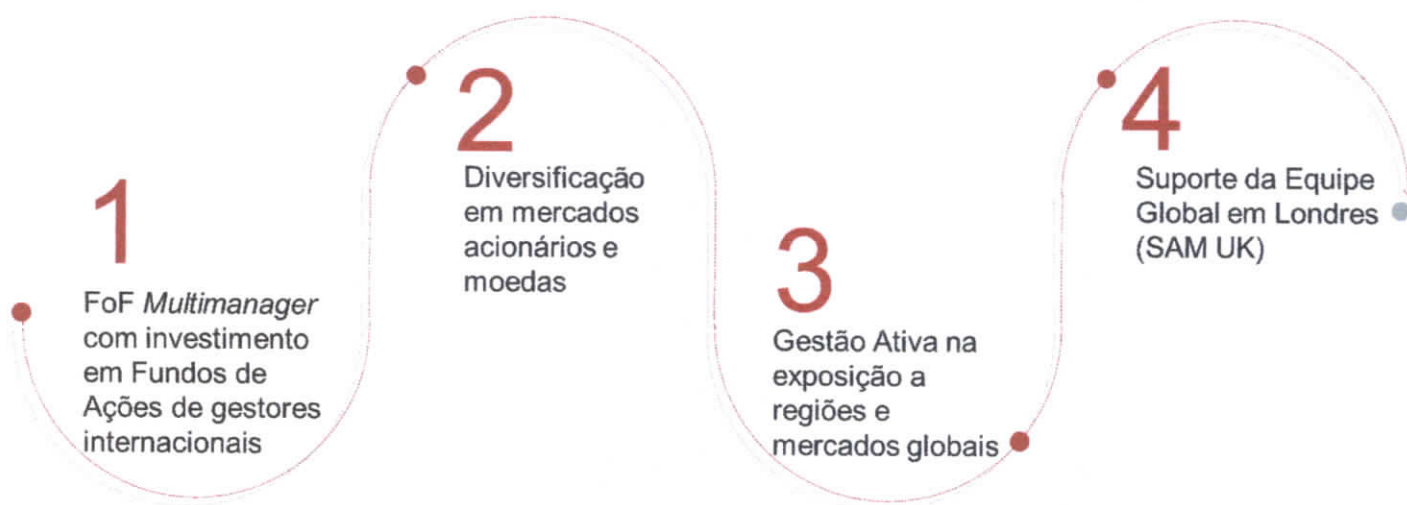 1
FoF Multimanager
com investimento
em Fundos de
Ações de gestores
internacionais
2
Diversificação
em mercados
acionários e
moedas
3
Gestão Ativa na
exposição a
regiões e
mercados globais
4
Suporte da Equipe
Global em Londres
(SAM UK)